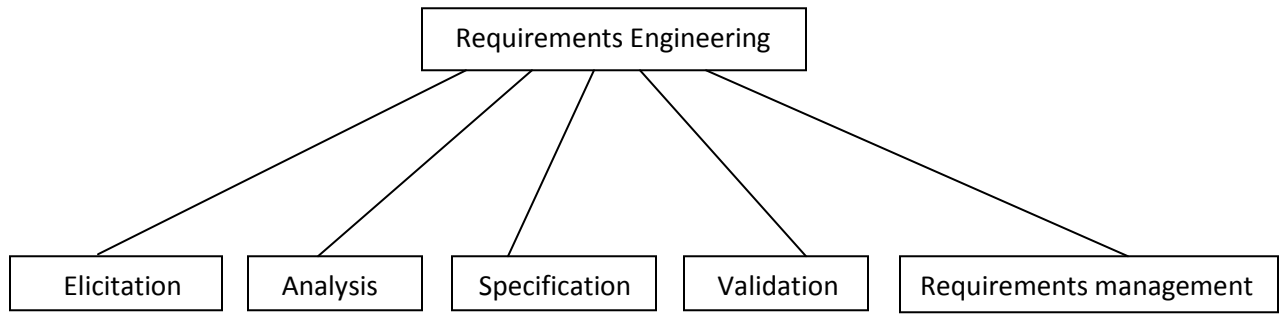 Requirements Engineering
Elicitation
Analysis
Specification
Validation
Requirements management